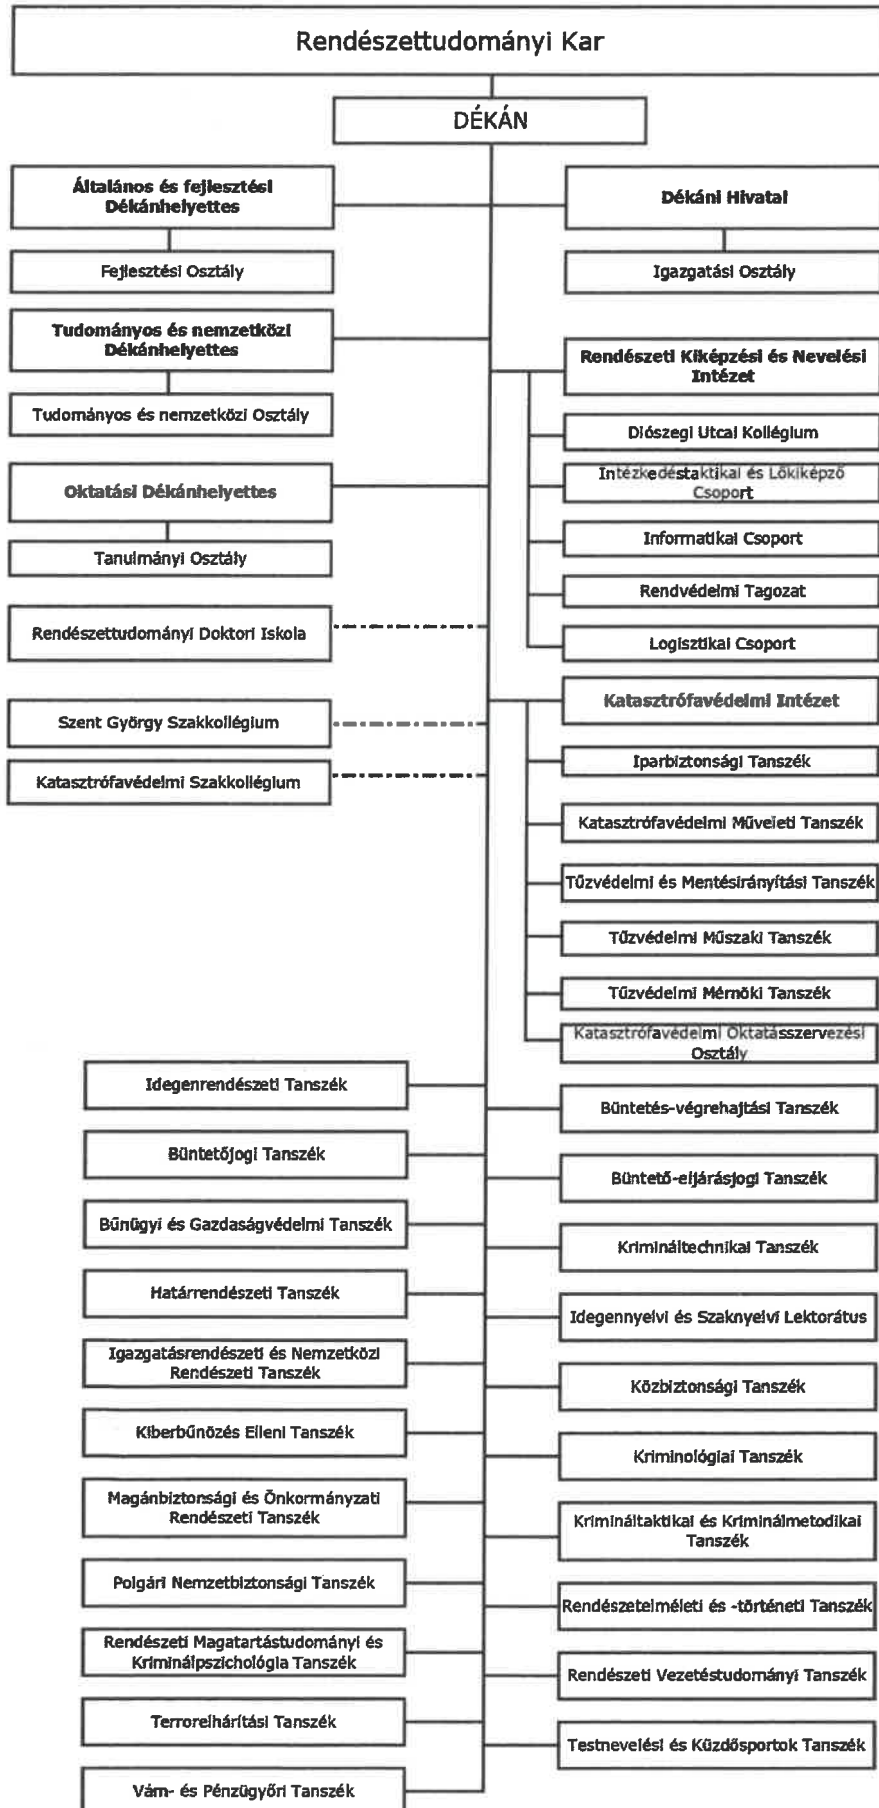 Rendészettudományi Kar
DÉKÁN
Általános és fejlesztési
Dékánhelyettes
Fejlesztési Osztály
Tudományos és nemzetközi
Dékánhelyettes
Tudományos és nemzetközi Osztály
Oktatási Dékánhelyettes
Tanulmányi Osztály
Rendészettudományi Doktori Iskola
Szent György Szakkollégium
Katasztrófavédelmi Szakkollégium
Dékáni Hivatal
Igazgatási Osztály
Rendészeti Kiképzési és Nevelési
Intézet
Diószegi Utcai Kollégium
Intézkedéstaktikai és Lőkiképző
Csoport
Informatikai Csoport
Rendvédelmi Tagozat
Logisztikai Csoport
Katasztrófavédelmi Intézet
Iparbiztonsági Tanszék
Katasztrófavédelmi Műveleti Tanszék
Tűzvédelmi és Mentésirányítási Tanszék
Tűzvédelmi Műszaki Tanszék
Tűzvédelmi Mérnöki Tanszék
Katasztrófavédelmi Oktatásszervezési
Osztály
Idegenrendészeti Tanszék
Büntetőjogi Tanszék
Bűnügyi és Gazdaságvédelmi Tanszék
Határrendészeti Tanszék
Igazgatásrendészeti és Nemzetközi
Rendészeti Tanszék
Kiberbűnözés Elleni Tanszék
Magánbiztonsági és Önkormányzati
Rendészeti Tanszék
Polgári Nemzetbiztonsági Tanszék
Rendészeti Magatartástudományi és
Kriminálpszichológia Tanszék
Terrorelhárítási Tanszék
Vám- és Pénzügyőri Tanszék
Büntetés-végrehajtási Tanszék
Büntető-eljárásjogi Tanszék
Krimináltechnikai Tanszék
Idegennyelvi és Szaknyelvi Lektorátus
Közbiztonsági Tanszék
Kriminológiai Tanszék
Krimináltaktikai és Kriminálmetodikai
Tanszék
Rendészetelméleti és -történeti Tanszék
Rendészeti Vezetéstudományi Tanszék
Testnevelési és Küzdősportok Tanszék